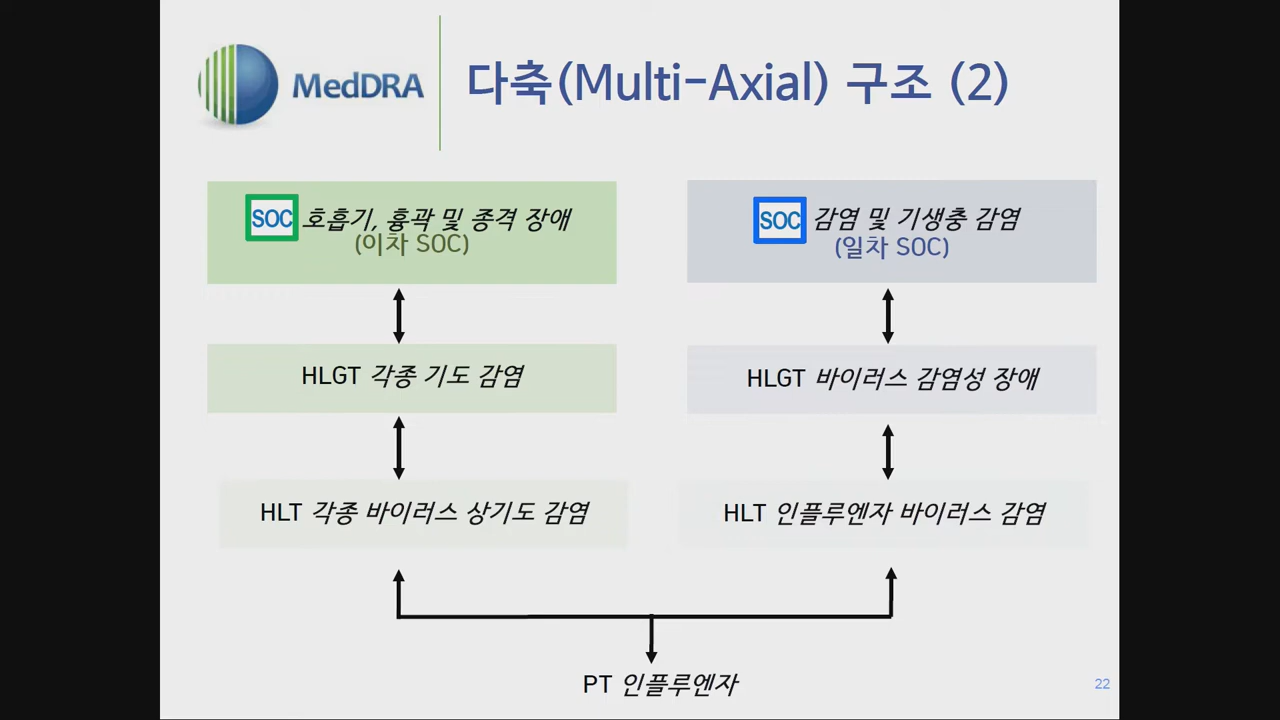 MedDRA
다축(Multi-Axial) 구조 (2)
SOC 호흡기, 흉곽 및 종격 장애
(이차 SOC)
SOC 감염 및 기생충 감염
(일차 SOC)
HLGT 각종 기도 감염
HLGT 바이러스 감염성 장애
HLT 각종 바이러스 상기도 감염
HLT 인플루엔자 바이러스 감염
PT 인플루엔자
22